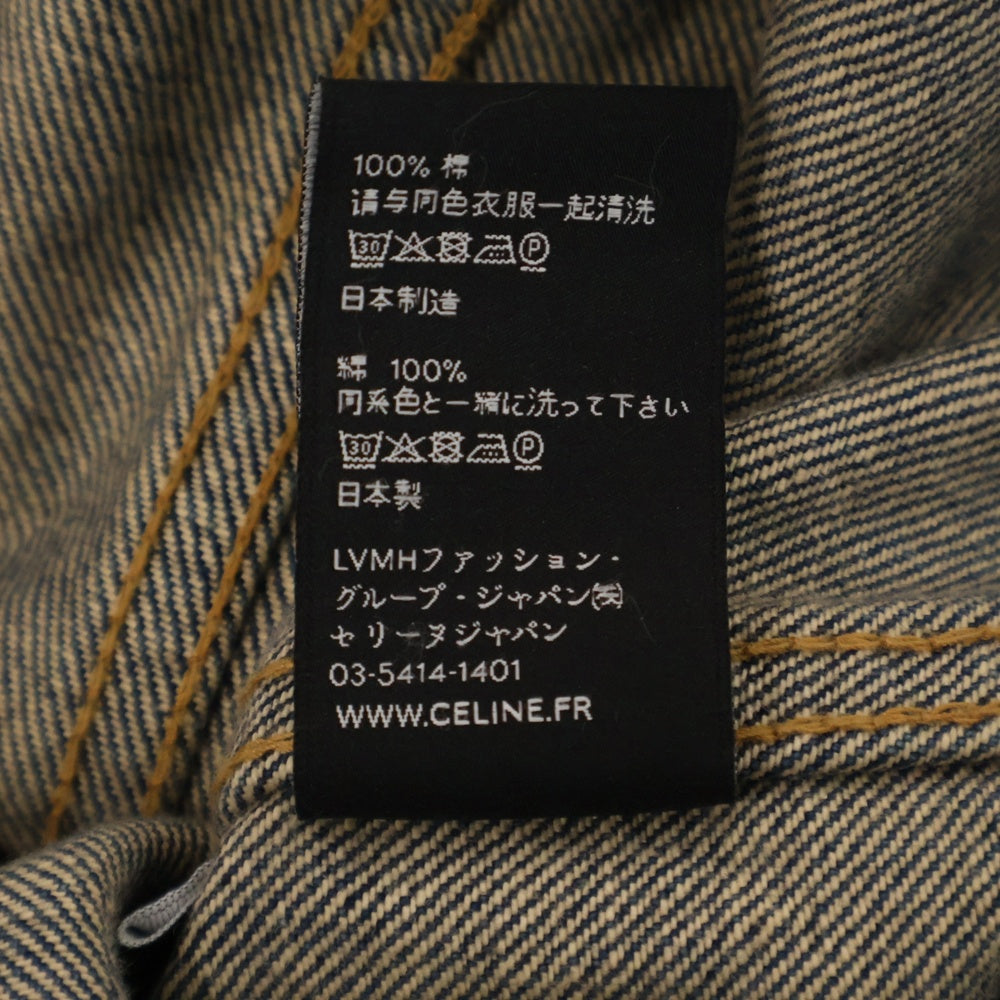 100% 棉
请与同色衣服一起清洗
30 P
日本制造
綿 100%
同系色と一緒に洗って下さい
30 P
日本製
LVMHファッション・
グループ・ジャパン㈱
セリーヌジャパン
03-5414-1401
WWW.CELINE.FR